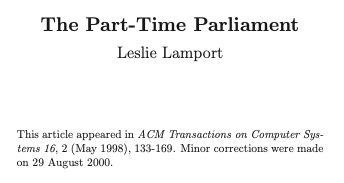 The Part-Time Parliament
Leslie Lamport
This article appeared in ACM Transactions on Computer Sys-
tems 16, 2 (May 1998), 133-169. Minor corrections were made
on 29 August 2000.